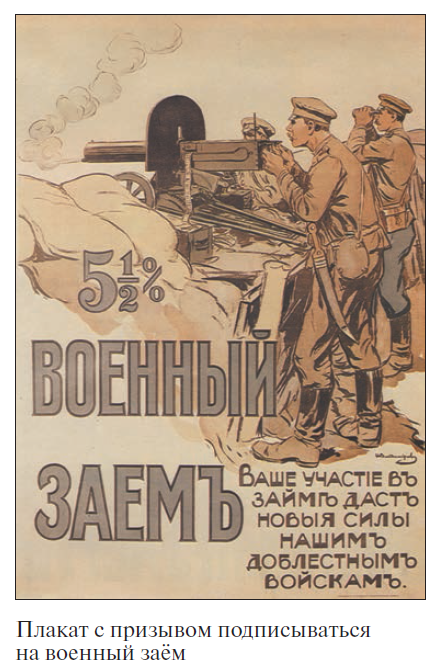 5½%
ВОЕННЫЙ
ЗАЕМЪ
ВАШЕ УЧАСТІЕ ВЪ
ЗАЙМѢ ДАСТЪ
НОВЫЯ СИЛЫ
НАШИМЪ
ДОБЛЕСТНЫМЪ
ВОЙСКАМЪ.
Плакат с призывом подписываться
на военный заём